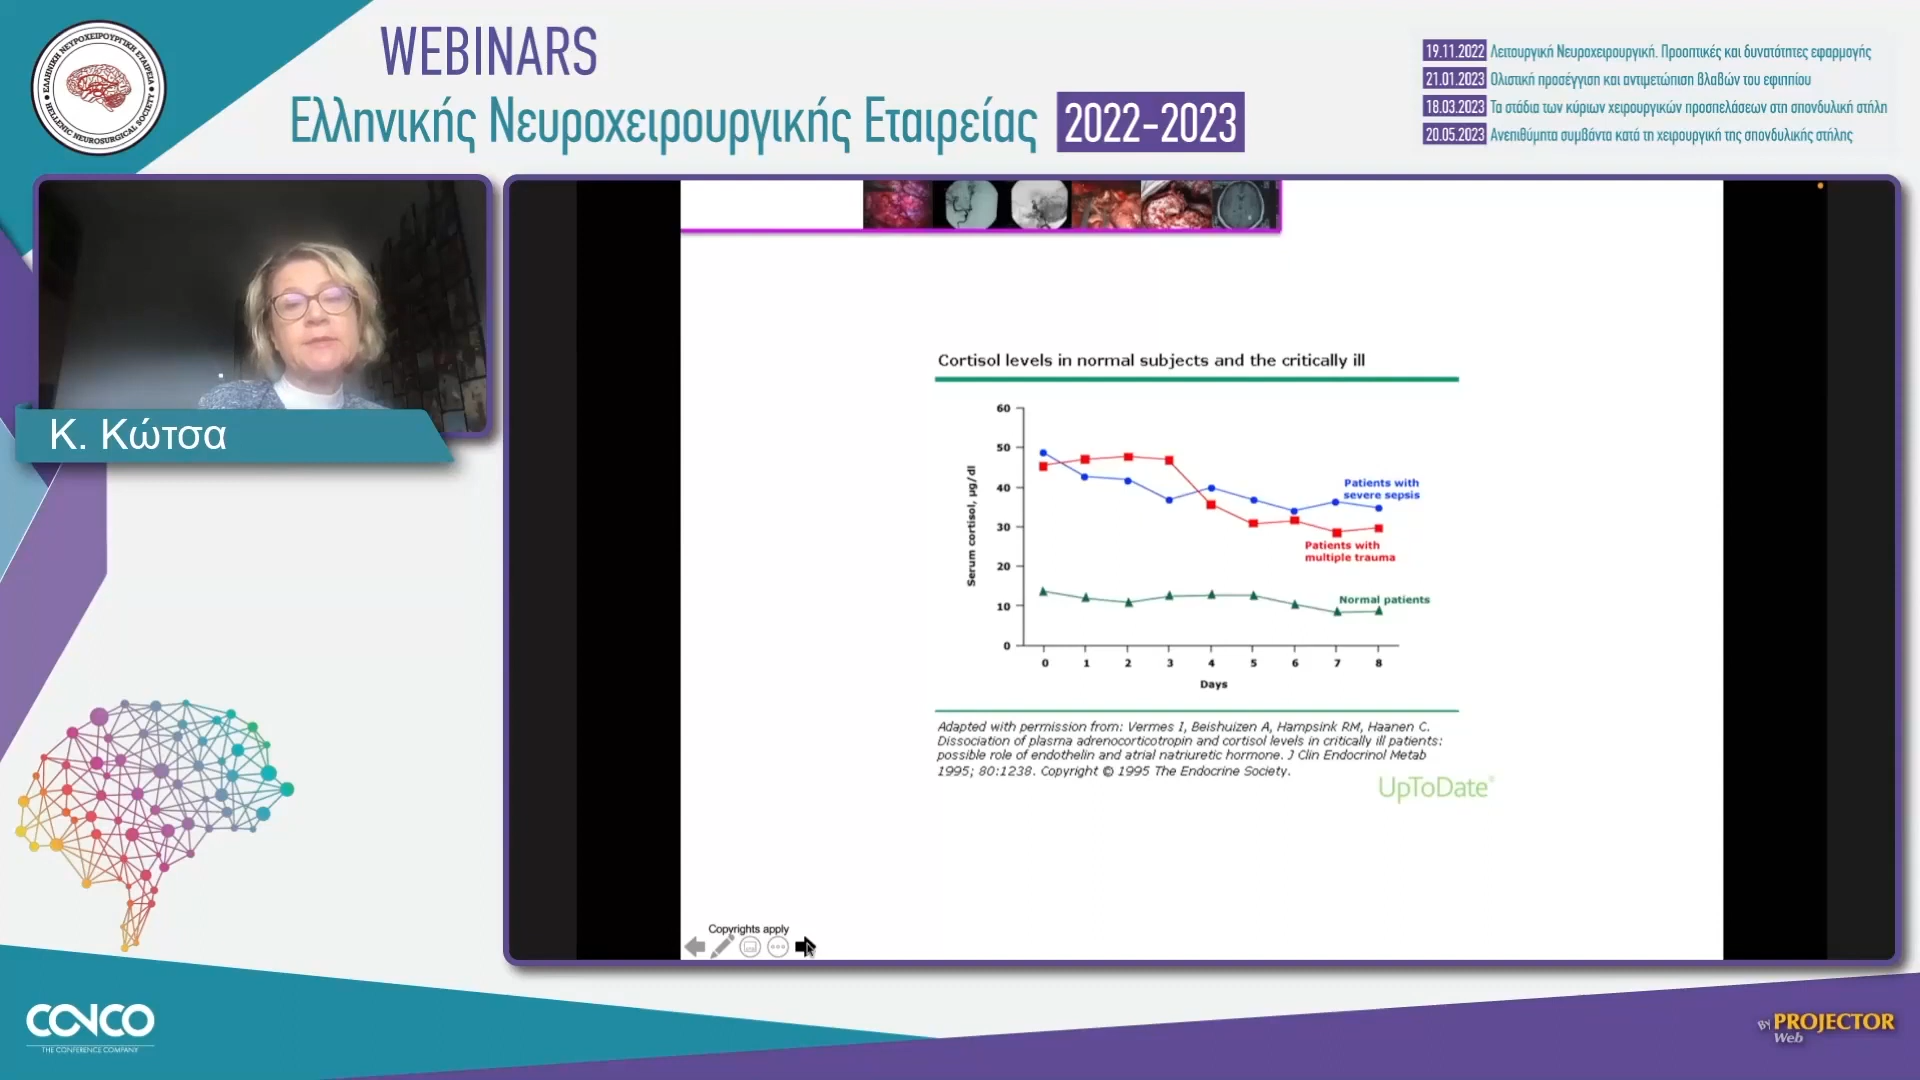 WEBINARS
Ελληνικής Νευροχειρουργικής Εταιρείας 2022-2023
ΕΛΛΗΝΙΚΗ ΝΕΥΡΟΧΕΙΡΟΥΡΓΙΚΗ ΕΤΑΙΡΕΙΑ
HELLENIC NEUROSURGICAL SOCIETY
19.11.2022 Λειτουργική Νευροχειρουργική. Προοπτικές και δυνατότητες εφαρμογής
21.01.2023 Ολιστική προσέγγιση και αντιμετώπιση βλαβών του εφιππίου
18.03.2023 Τα στάδια των κύριων χειρουργικών προσπελάσεων στη σπονδυλική στήλη
20.05.2023 Ανεπιθύμητα συμβάντα κατά τη χειρουργική της σπονδυλικής στήλης
Κ. Κώτσα
Cortisol levels in normal subjects and the critically ill
Serum cortisol, µg/dl
60
50
40
30
20
10
0
Patients with
severe sepsis
Patients with
multiple trauma
Normal patients
0 1 2 3 4 5 6 7 8
Days
Adapted with permission from: Vermes I, Beishuizen A, Hampsink RM, Haanen C.
Dissociation of plasma adrenocorticotropin and cortisol levels in critically ill patients:
possible role of endothelin and atrial natriuretic hormone. J Clin Endocrinol Metab
1995; 80:1238. Copyright © 1995 The Endocrine Society.
UpToDate®
Copyrights apply
CONCO
THE CONFERENCE COMPANY
By PROJECTOR
Web